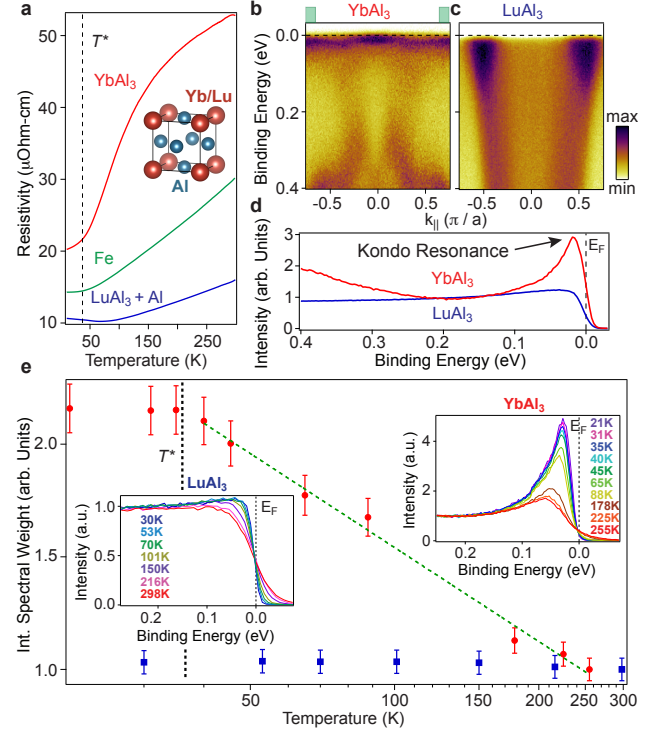 a
Resistivity (μOhm-cm)
50
40
30
20
10
T*
YbAl3
Yb/Lu
Al
Fe
LuAl3 + Al
50 100 150 200 250
Temperature (K)
b
YbAl3
Binding Energy (eV)
0.0
0.2
0.4
-0.5 0.0 0.5
c
LuAl3
-0.5 0.0 0.5
k|| (π / a)
max
min
d
Intensity (arb. Units)
3
2
1
0
Kondo Resonance
EF
YbAl3
LuAl3
0.4 0.3 0.2 0.1 0.0
Binding Energy (eV)
e
Int. Spectral Weight (arb. Units)
2.0
1.5
1.0
T*
LuAl3
Intensity (a.u.)
1.0
0.5
0.0
EF
30K
53K
70K
101K
150K
216K
298K
0.2 0.1 0.0
Binding Energy (eV)
YbAl3
Intensity (a.u.)
4
2
0
EF
21K
31K
35K
40K
45K
65K
88K
178K
225K
255K
0.2 0.1 0.0
Binding Energy (eV)
50 100 150 200 250 300
Temperature (K)